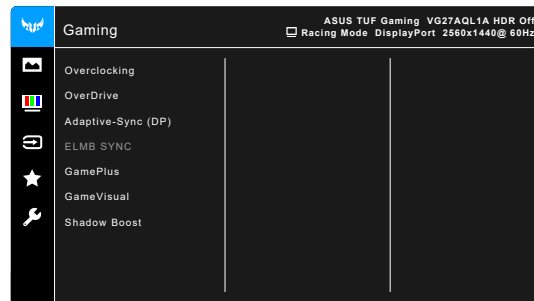 Gaming
ASUS TUF Gaming VG27AQL1A HDR Off
Racing Mode DisplayPort 2560x1440@ 60Hz
Overclocking
OverDrive
Adaptive-Sync (DP)
ELMB SYNC
GamePlus
GameVisual
Shadow Boost